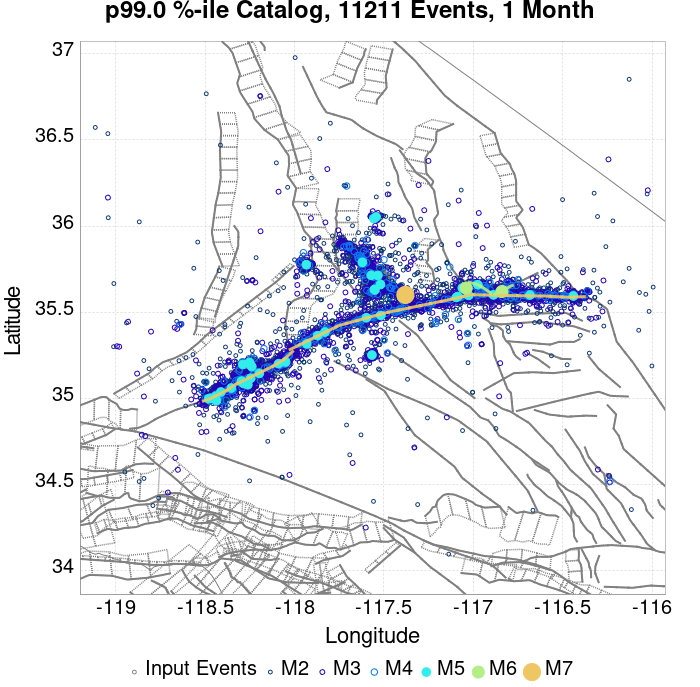 p99.0 %-ile Catalog, 11211 Events, 1 Month
37
36.5
36
35.5
35
34.5
34
Latitude
-119
-118.5
-118
-117.5
-117
-116.5
-116
Longitude
Input Events
M2
M3
M4
M5
M6
M7